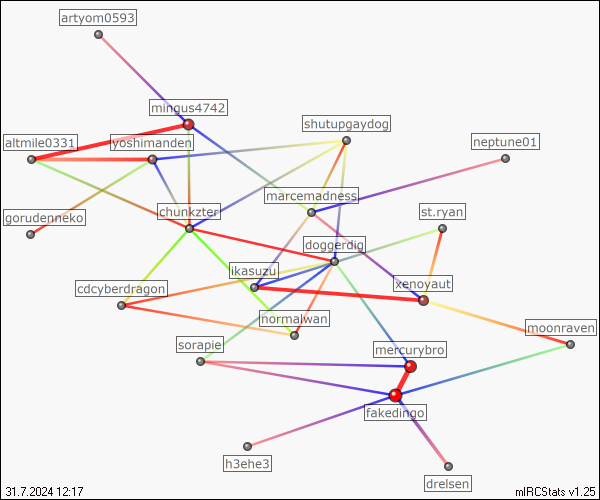 artyom0593
mingus4742
shutupgaydog
altmile0331
yoshimanden
neptune01
marcemadness
gorudenneko
chunkzter
st.ryan
doggerdig
ikasuzu
xenoyaut
cdcyberdragon
normalwan
moonraven
sorapie
mercurybro
fakedingo
h3ehe3
drelsen
31.7.2024 12:17
mIRCStats v1.25